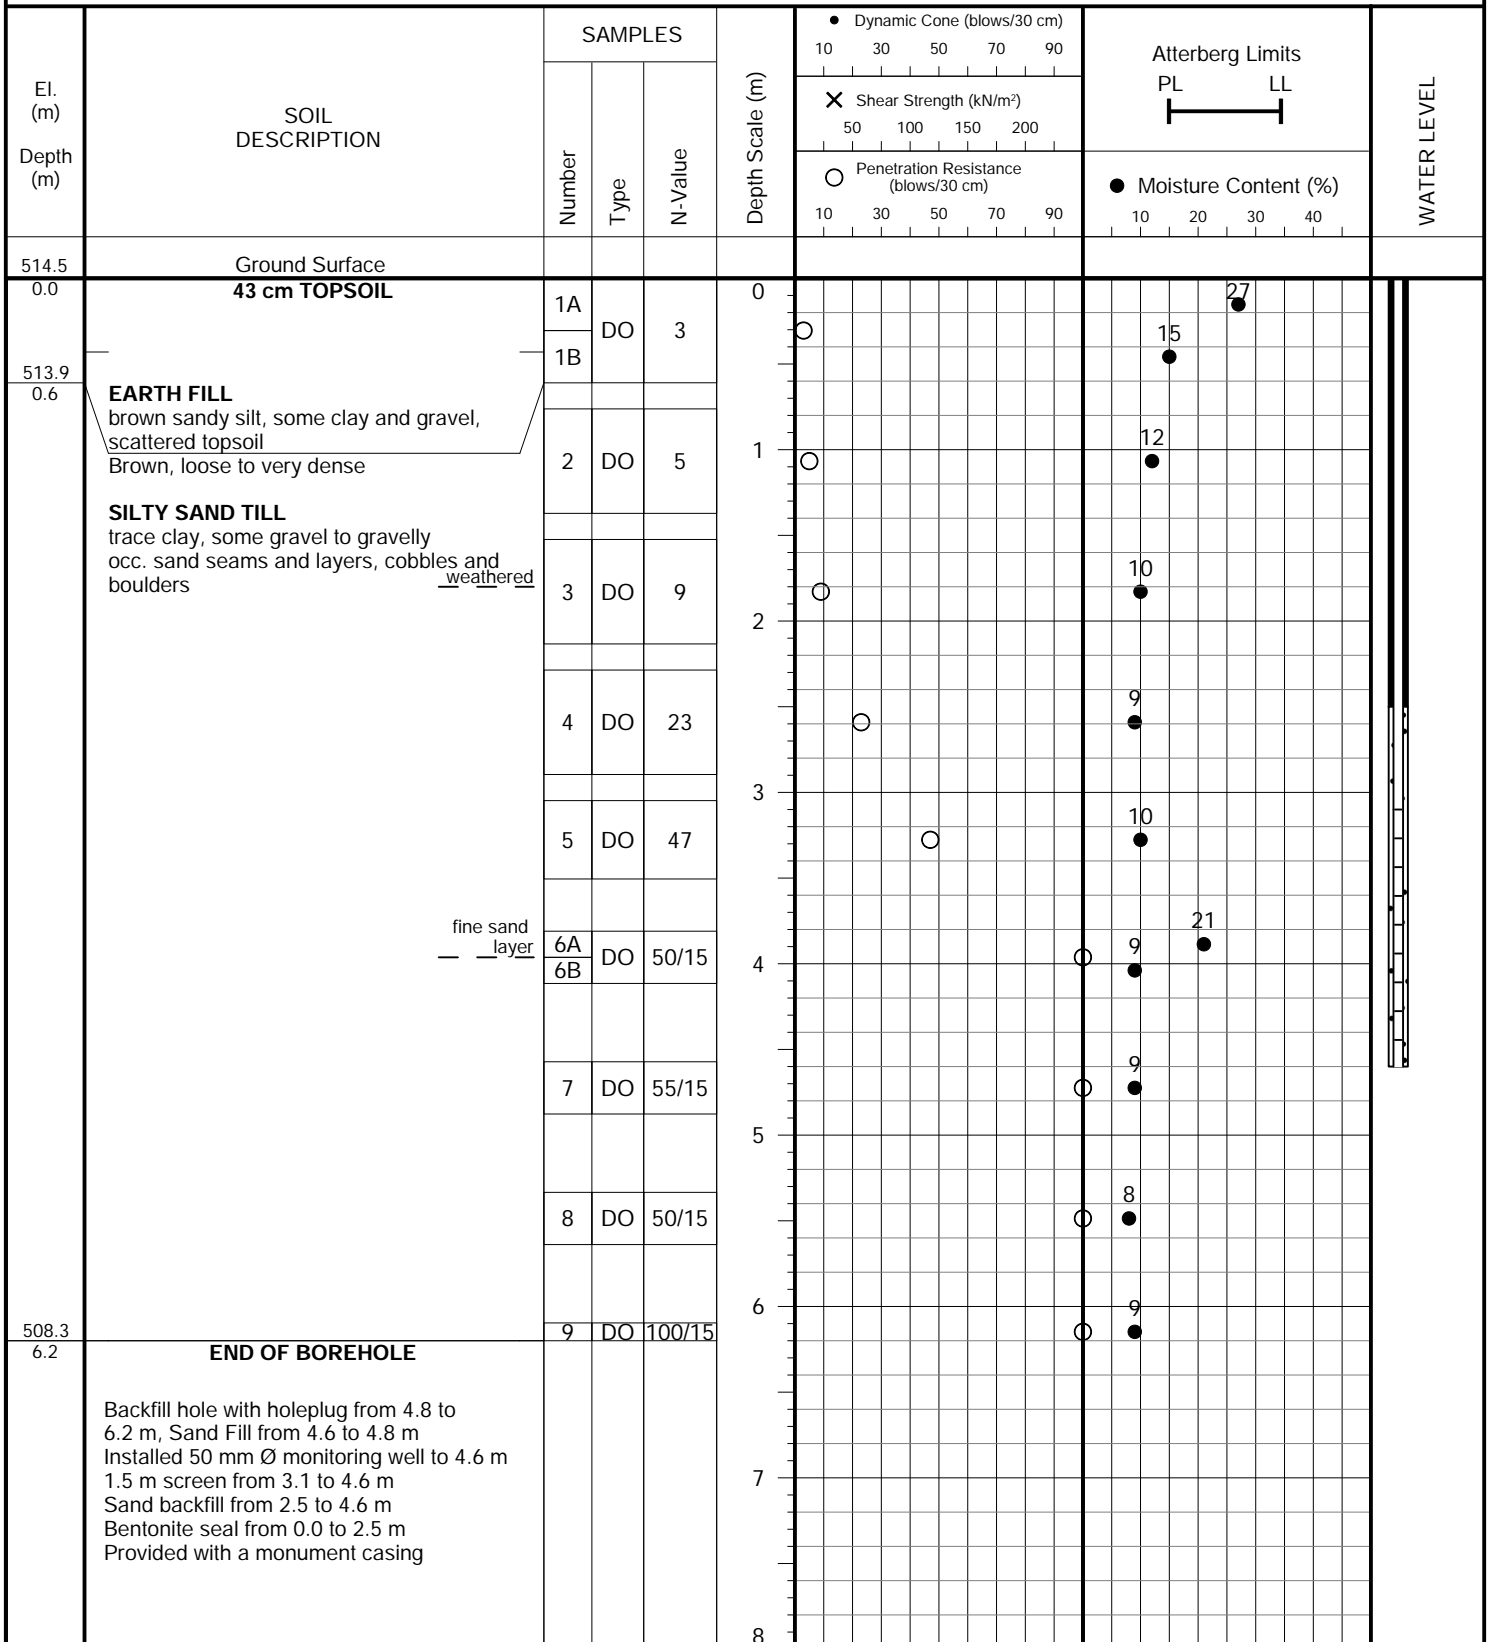 SAMPLES
El.
(m)
Depth
(m)
SOIL
DESCRIPTION
Number
Type
N-Value
Depth Scale (m)
Dynamic Cone (blows/30 cm)
10 30 50 70 90
Shear Strength (kN/m²)
50 100 150 200
Penetration Resistance
(blows/30 cm)
10 30 50 70 90
Atterberg Limits
PL LL
Moisture Content (%)
10 20 30 40
WATER LEVEL
514.5
Ground Surface
0.0
43 cm TOPSOIL
0
27
1A
DO
3
15
1B
513.9
0.6
EARTH FILL
brown sandy silt, some clay and gravel,
scattered topsoil
Brown, loose to very dense
12
1
2 DO 5
SILTY SAND TILL
trace clay, some gravel to gravelly
occ. sand seams and layers, cobbles and
boulders
weathered
10
3 DO 9
2
9
4 DO 23
3
10
5 DO 47
fine sand
layer
21
6A
DO 50/15
9
6B
4
9
7 DO 55/15
5
8
8 DO 50/15
6
9
9 DO 100/15
508.3
6.2
END OF BOREHOLE
Backfill hole with holeplug from 4.8 to
6.2 m, Sand Fill from 4.6 to 4.8 m
Installed 50 mm Ø monitoring well to 4.6 m
1.5 m screen from 3.1 to 4.6 m
Sand backfill from 2.5 to 4.6 m
Bentonite seal from 0.0 to 2.5 m
Provided with a monument casing
7
8